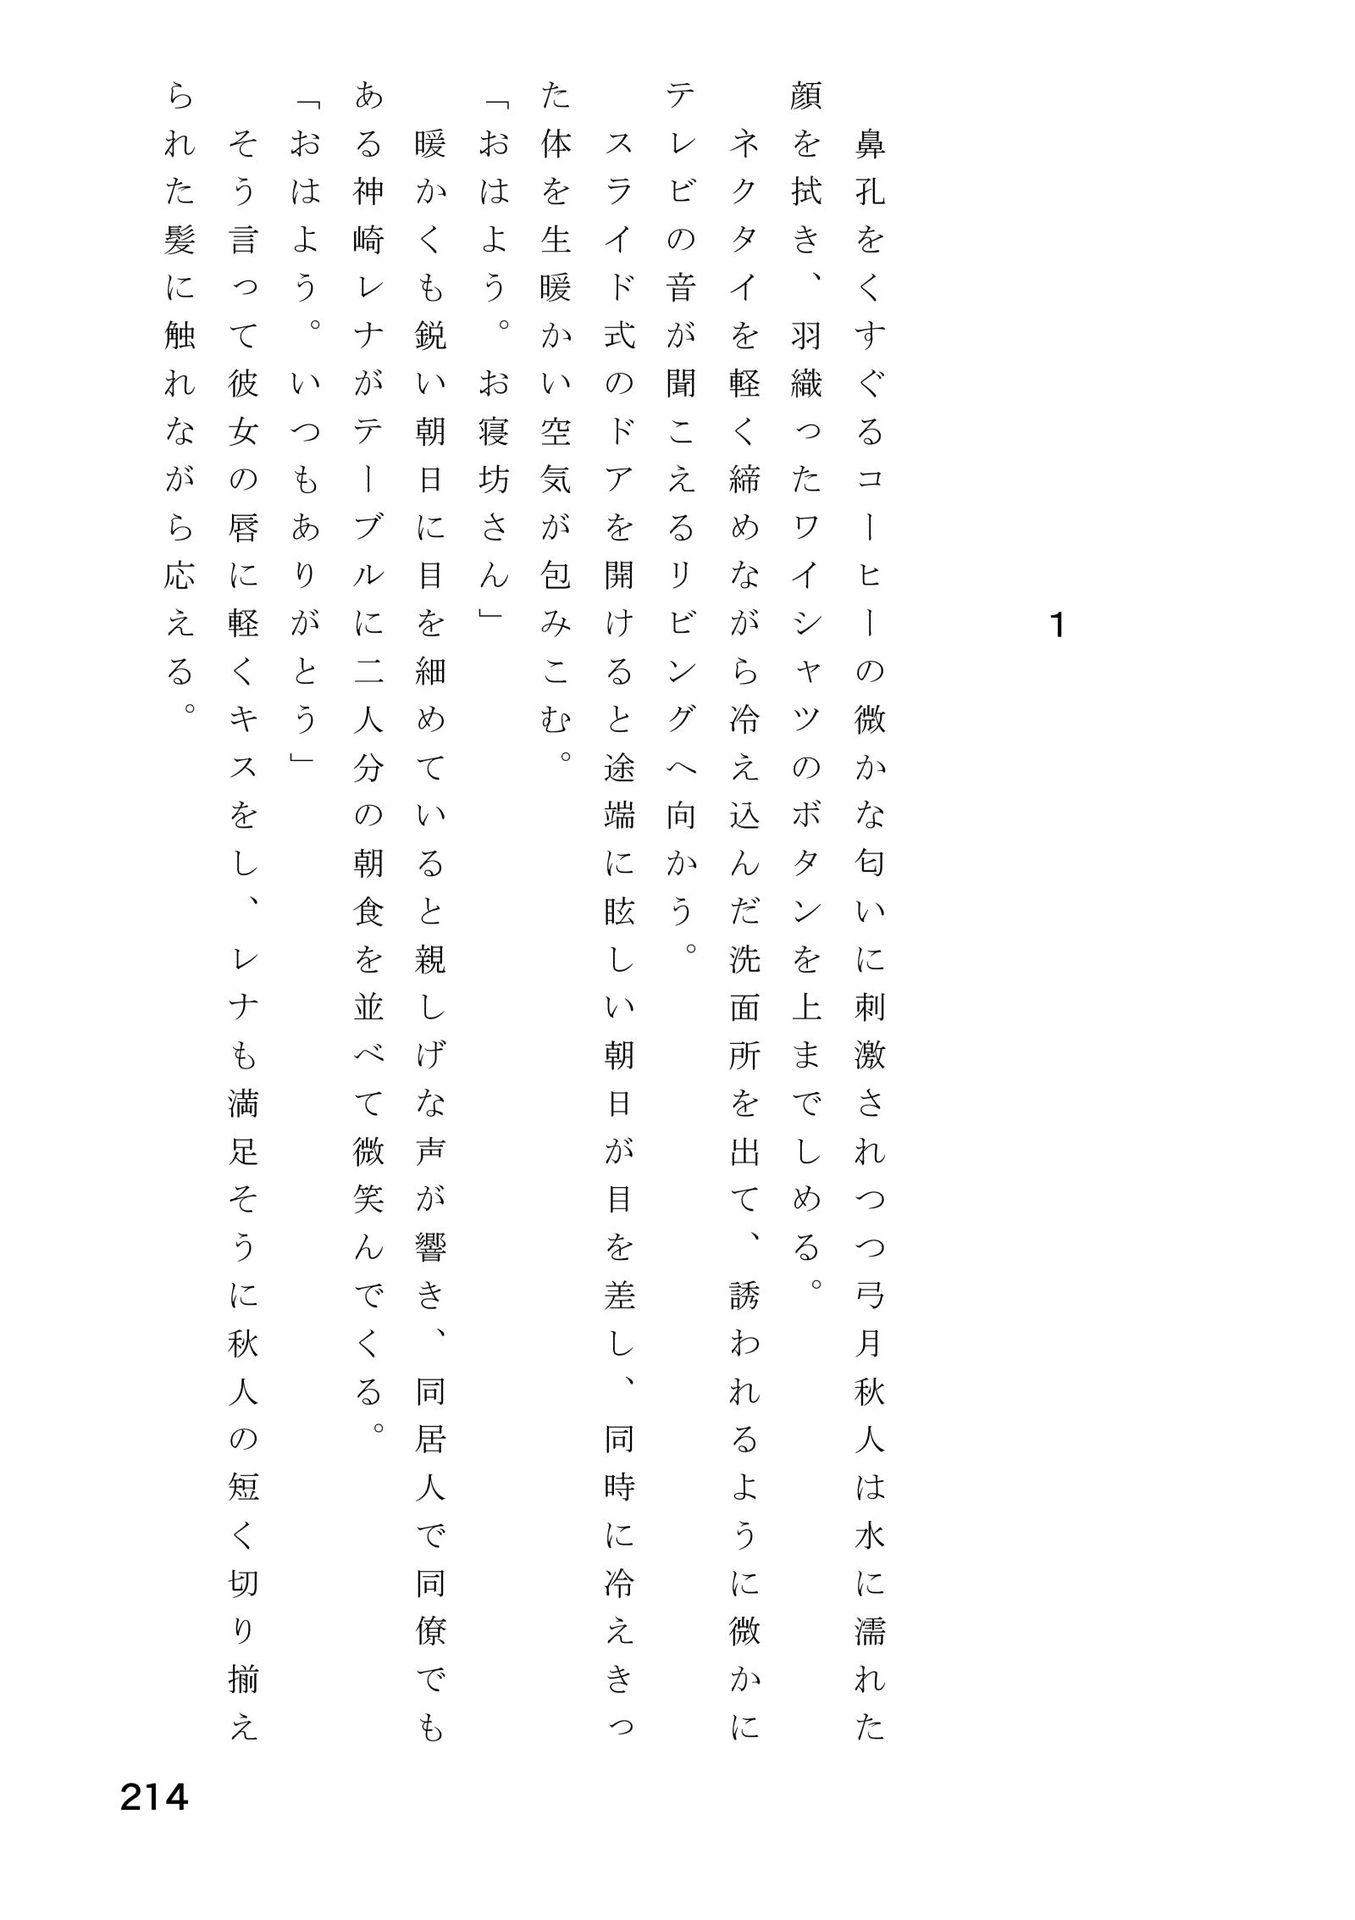 1
　鼻孔をくすぐるコーヒーの微かな匂いに刺激されつつ弓月秋人は水に濡れた
顔を拭き、羽織ったワイシャツのボタンを上までしめる。
　ネクタイを軽く締めながら冷え込んだ洗面所を出て、誘われるように微かに
テレビの音が聞こえるリビングへ向かう。
　スライド式のドアを開けると途端に眩しい朝日が目を差し、同時に冷えきっ
た体を生暖かい空気が包みこむ。
「おはよう。お寝坊さん」
　暖かくも鋭い朝日に目を細めていると親しげな声が響き、同居人で同僚でも
ある神崎レナがテーブルに二人分の朝食を並べて微笑んでくる。
「おはよう。いつもありがとう」
　そう言って彼女の唇に軽くキスをし、レナも満足そうに秋人の短く切り揃え
られた髪に触れながら応える。
214